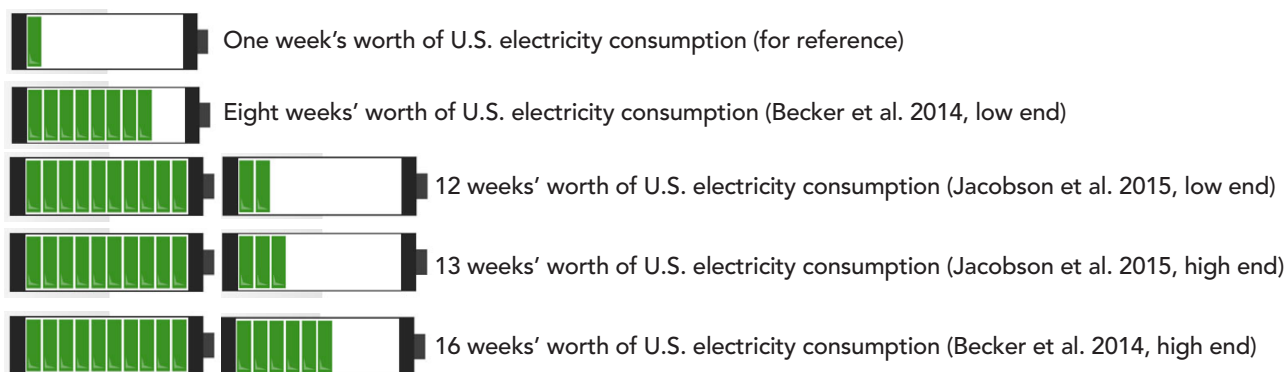 One week’s worth of U.S. electricity consumption (for reference)
Eight weeks’ worth of U.S. electricity consumption (Becker et al. 2014, low end)
12 weeks’ worth of U.S. electricity consumption (Jacobson et al. 2015, low end)
13 weeks’ worth of U.S. electricity consumption (Jacobson et al. 2015, high end)
16 weeks’ worth of U.S. electricity consumption (Becker et al. 2014, high end)